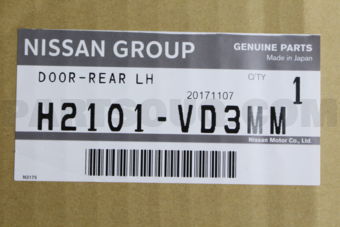 NISSAN GROUP
GENUINE PARTS
Made in Japan
DOOR-REAR LH
Q'TY
1
20171107
H2101-VD3MM
Nissan Motor Co., Ltd.
N3175